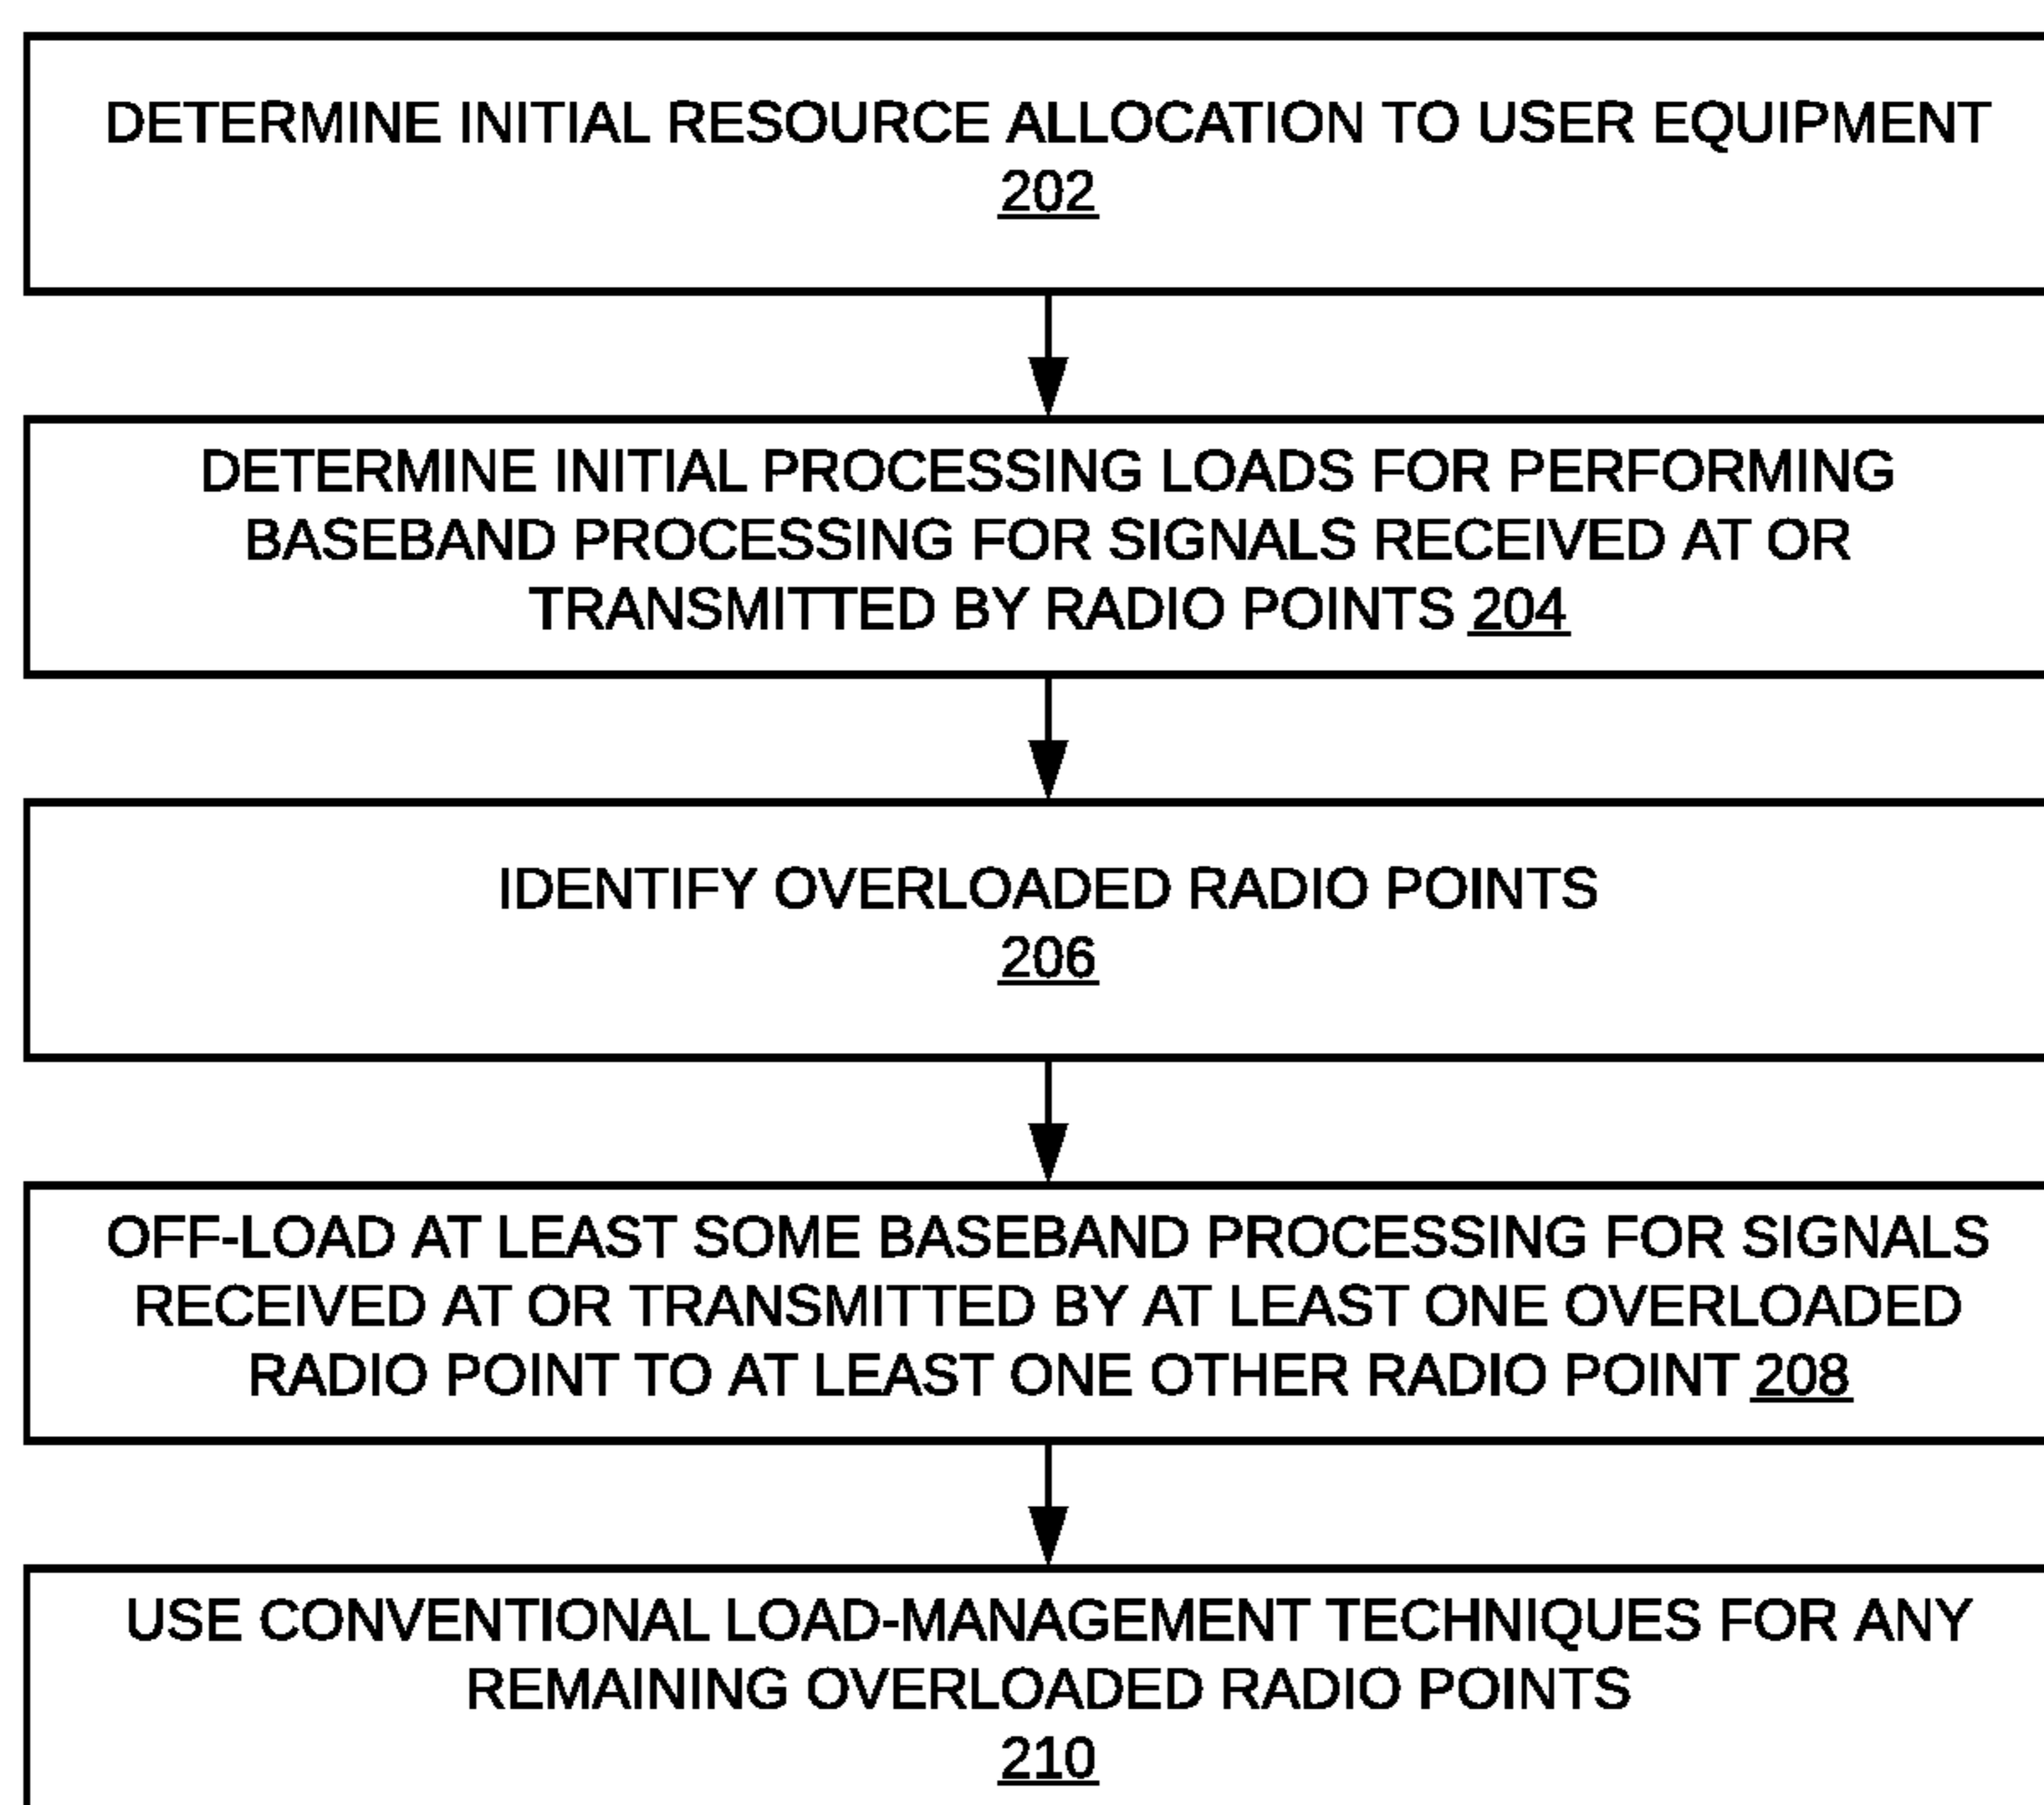 DETERMINE INITIAL RESOURCE ALLOCATION TO USER EQUIPMENT
202
DETERMINE INITIAL PROCESSING LOADS FOR PERFORMING
BASEBAND PROCESSING FOR SIGNALS RECEIVED AT OR
TRANSMITTED BY RADIO POINTS 204
IDENTIFY OVERLOADED RADIO POINTS
206
OFF-LOAD AT LEAST SOME BASEBAND PROCESSING FOR SIGNALS
RECEIVED AT OR TRANSMITTED BY AT LEAST ONE OVERLOADED
RADIO POINT TO AT LEAST ONE OTHER RADIO POINT 208
USE CONVENTIONAL LOAD-MANAGEMENT TECHNIQUES FOR ANY
REMAINING OVERLOADED RADIO POINTS
210